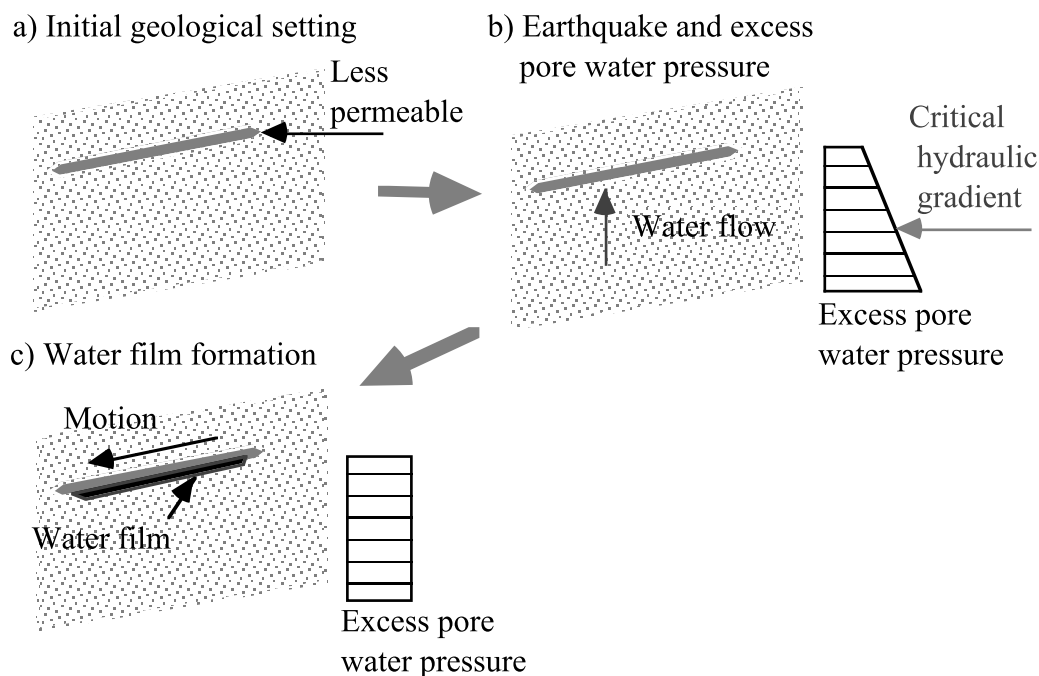 a) Initial geological setting
Less
permeable
b) Earthquake and excess
pore water pressure
Water flow
Critical
hydraulic
gradient
Excess pore
water pressure
c) Water film formation
Motion
Water film
Excess pore
water pressure